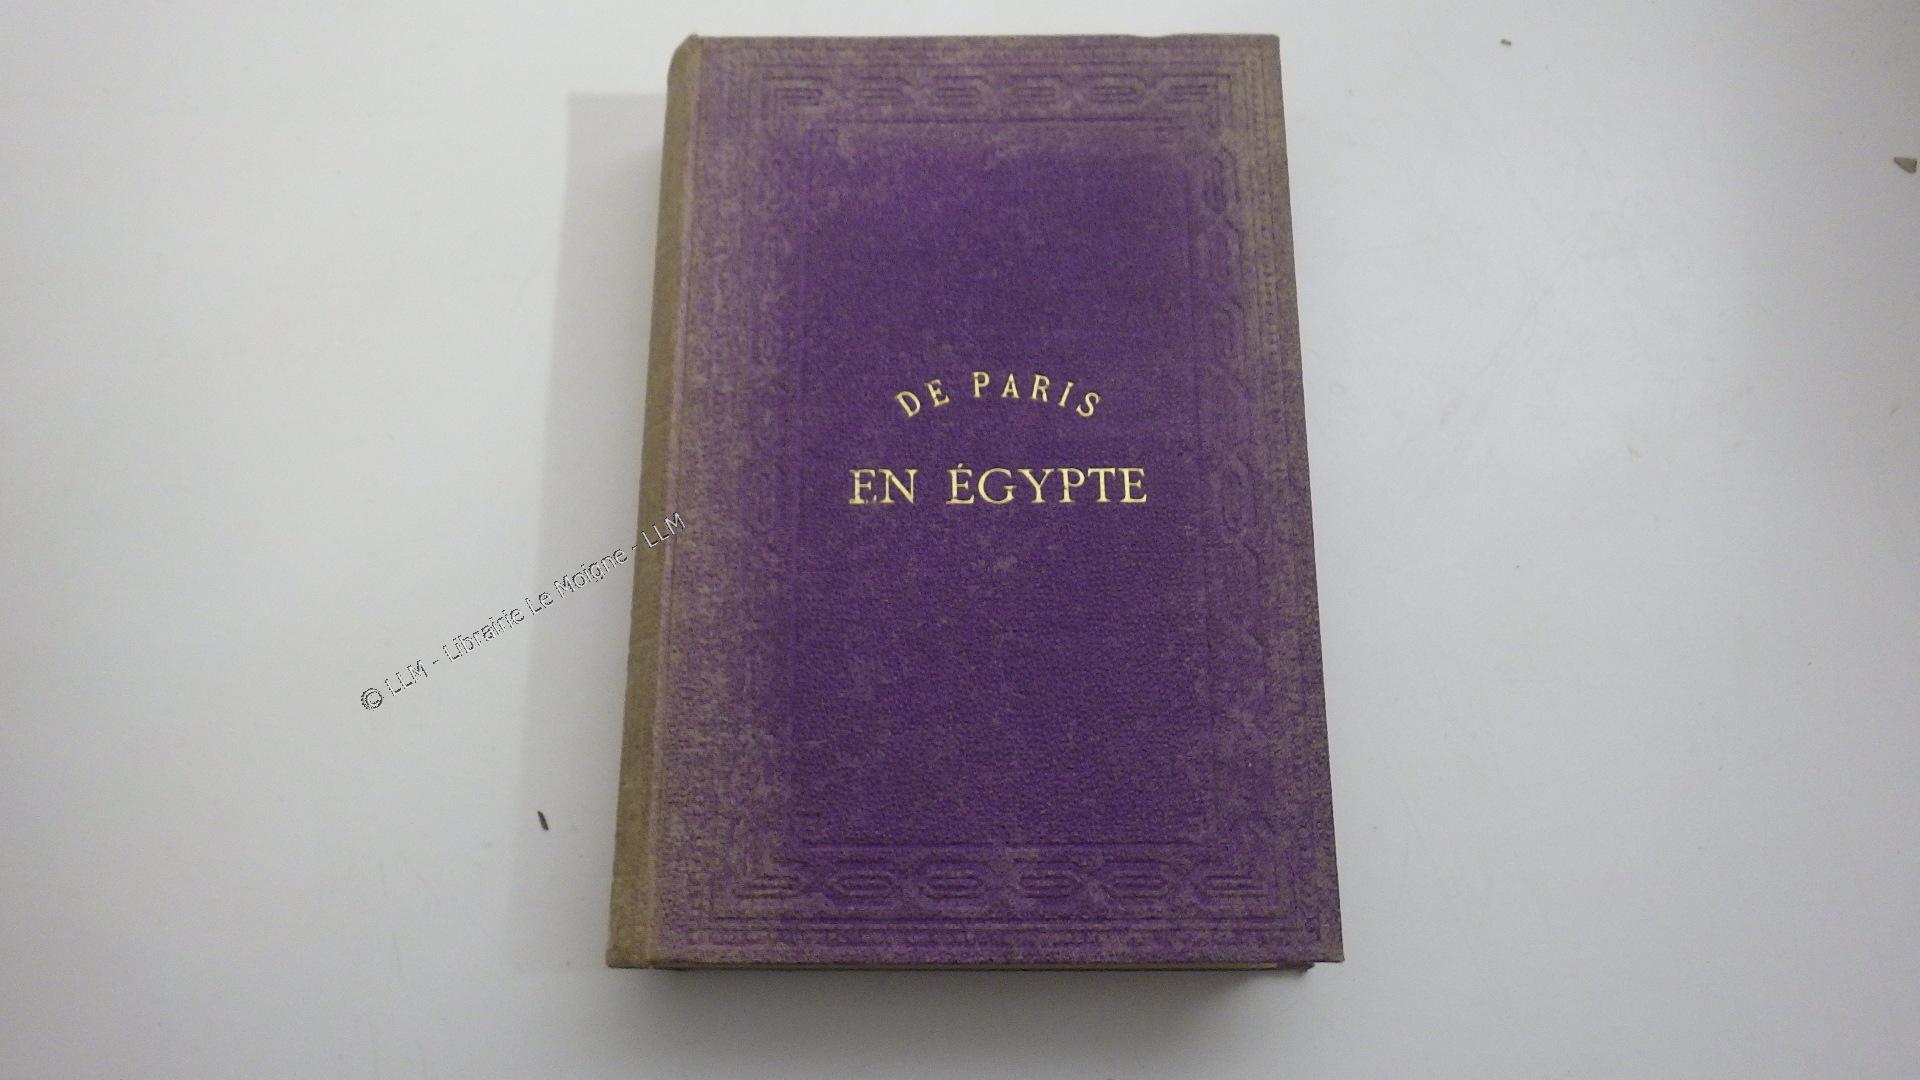 DE PARIS
EN ÉGYPTE
© LLM - Librairie Le Moigne - LLM